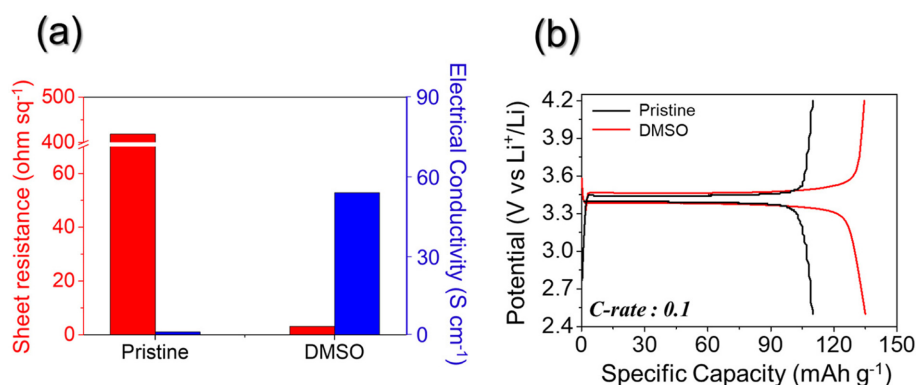 (a)
Sheet resistance (ohm sq⁻¹)
500
400
60
40
20
0
Electrical Conductivity (S cm⁻¹)
90
60
30
0
Pristine
DMSO
(b)
Potential (V vs Li⁺/Li)
4.2
3.9
3.6
3.3
3.0
2.7
2.4
Pristine
DMSO
C-rate : 0.1
0 30 60 90 120 150
Specific Capacity (mAh g⁻¹)